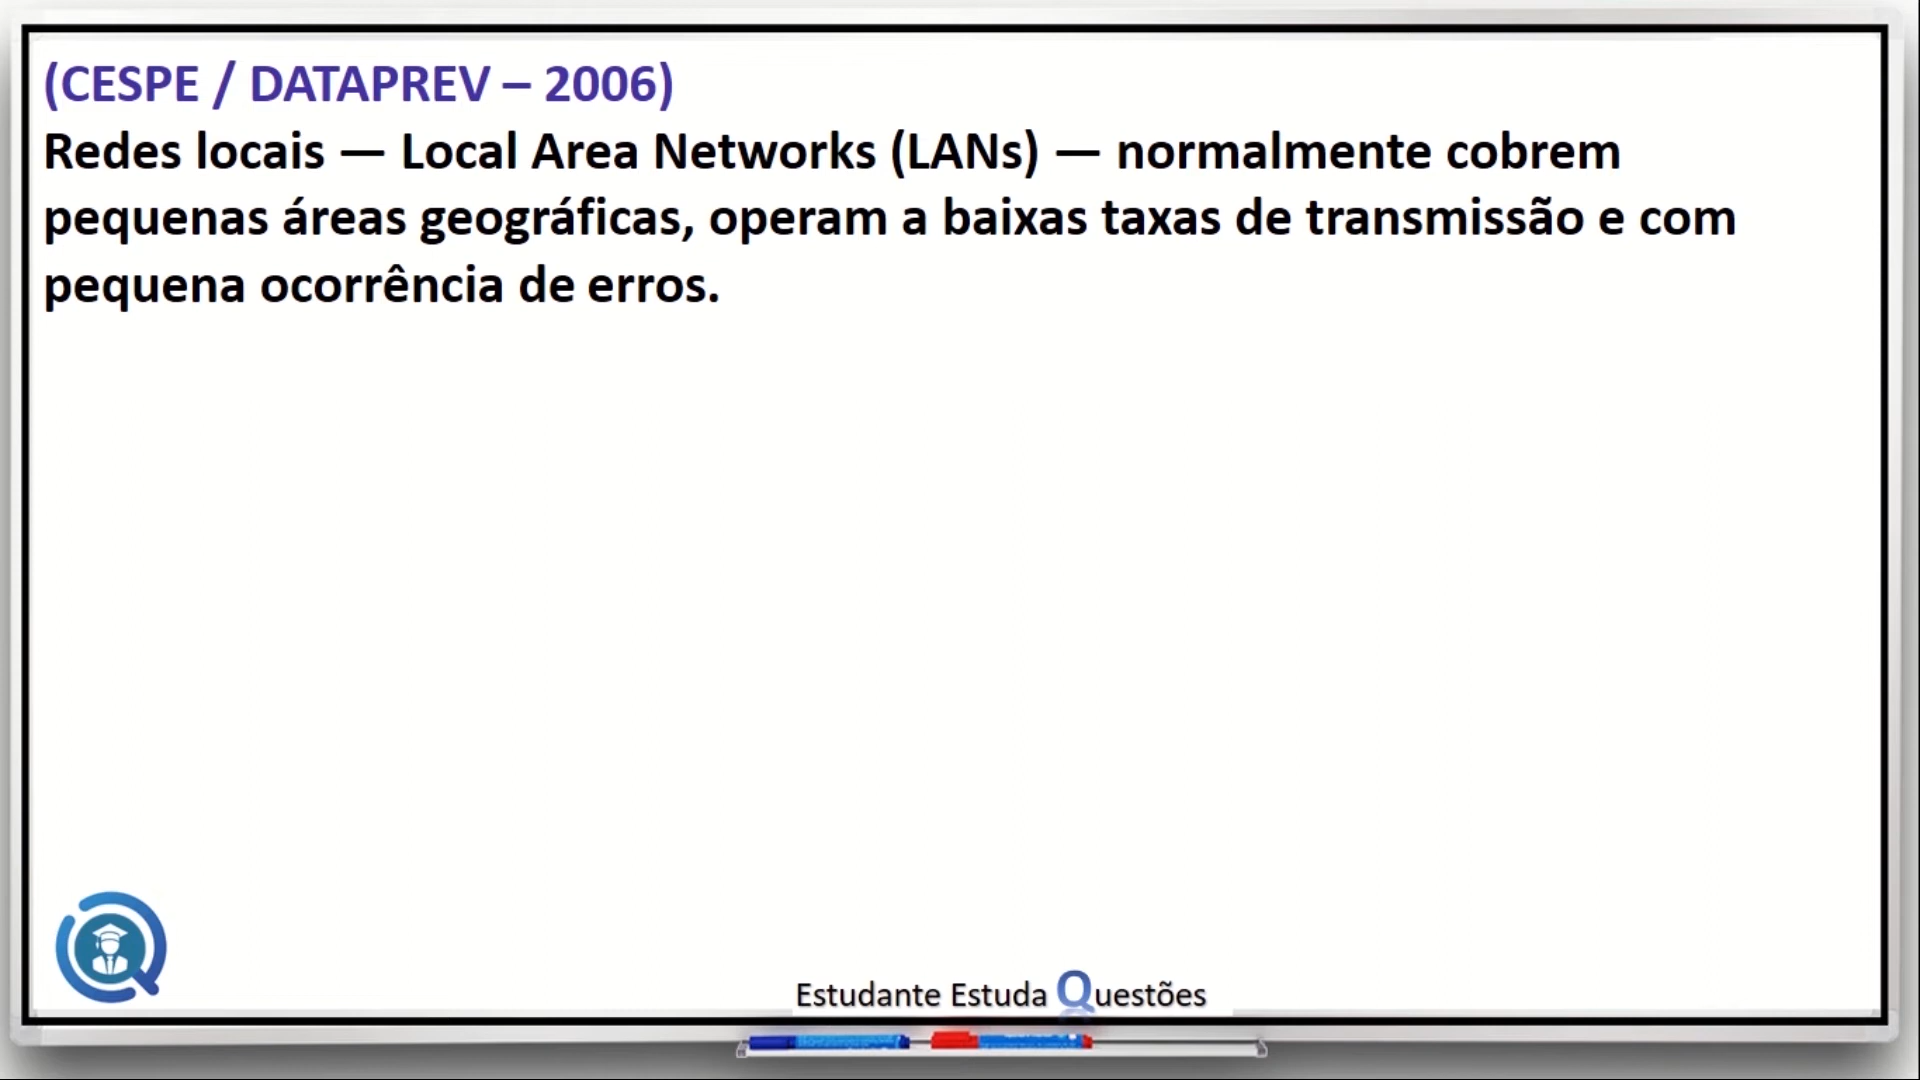 (CESPE / DATAPREV – 2006)
Redes locais — Local Area Networks (LANs) — normalmente cobrem
pequenas áreas geográficas, operam a baixas taxas de transmissão e com
pequena ocorrência de erros.
Estudante Estuda Questões